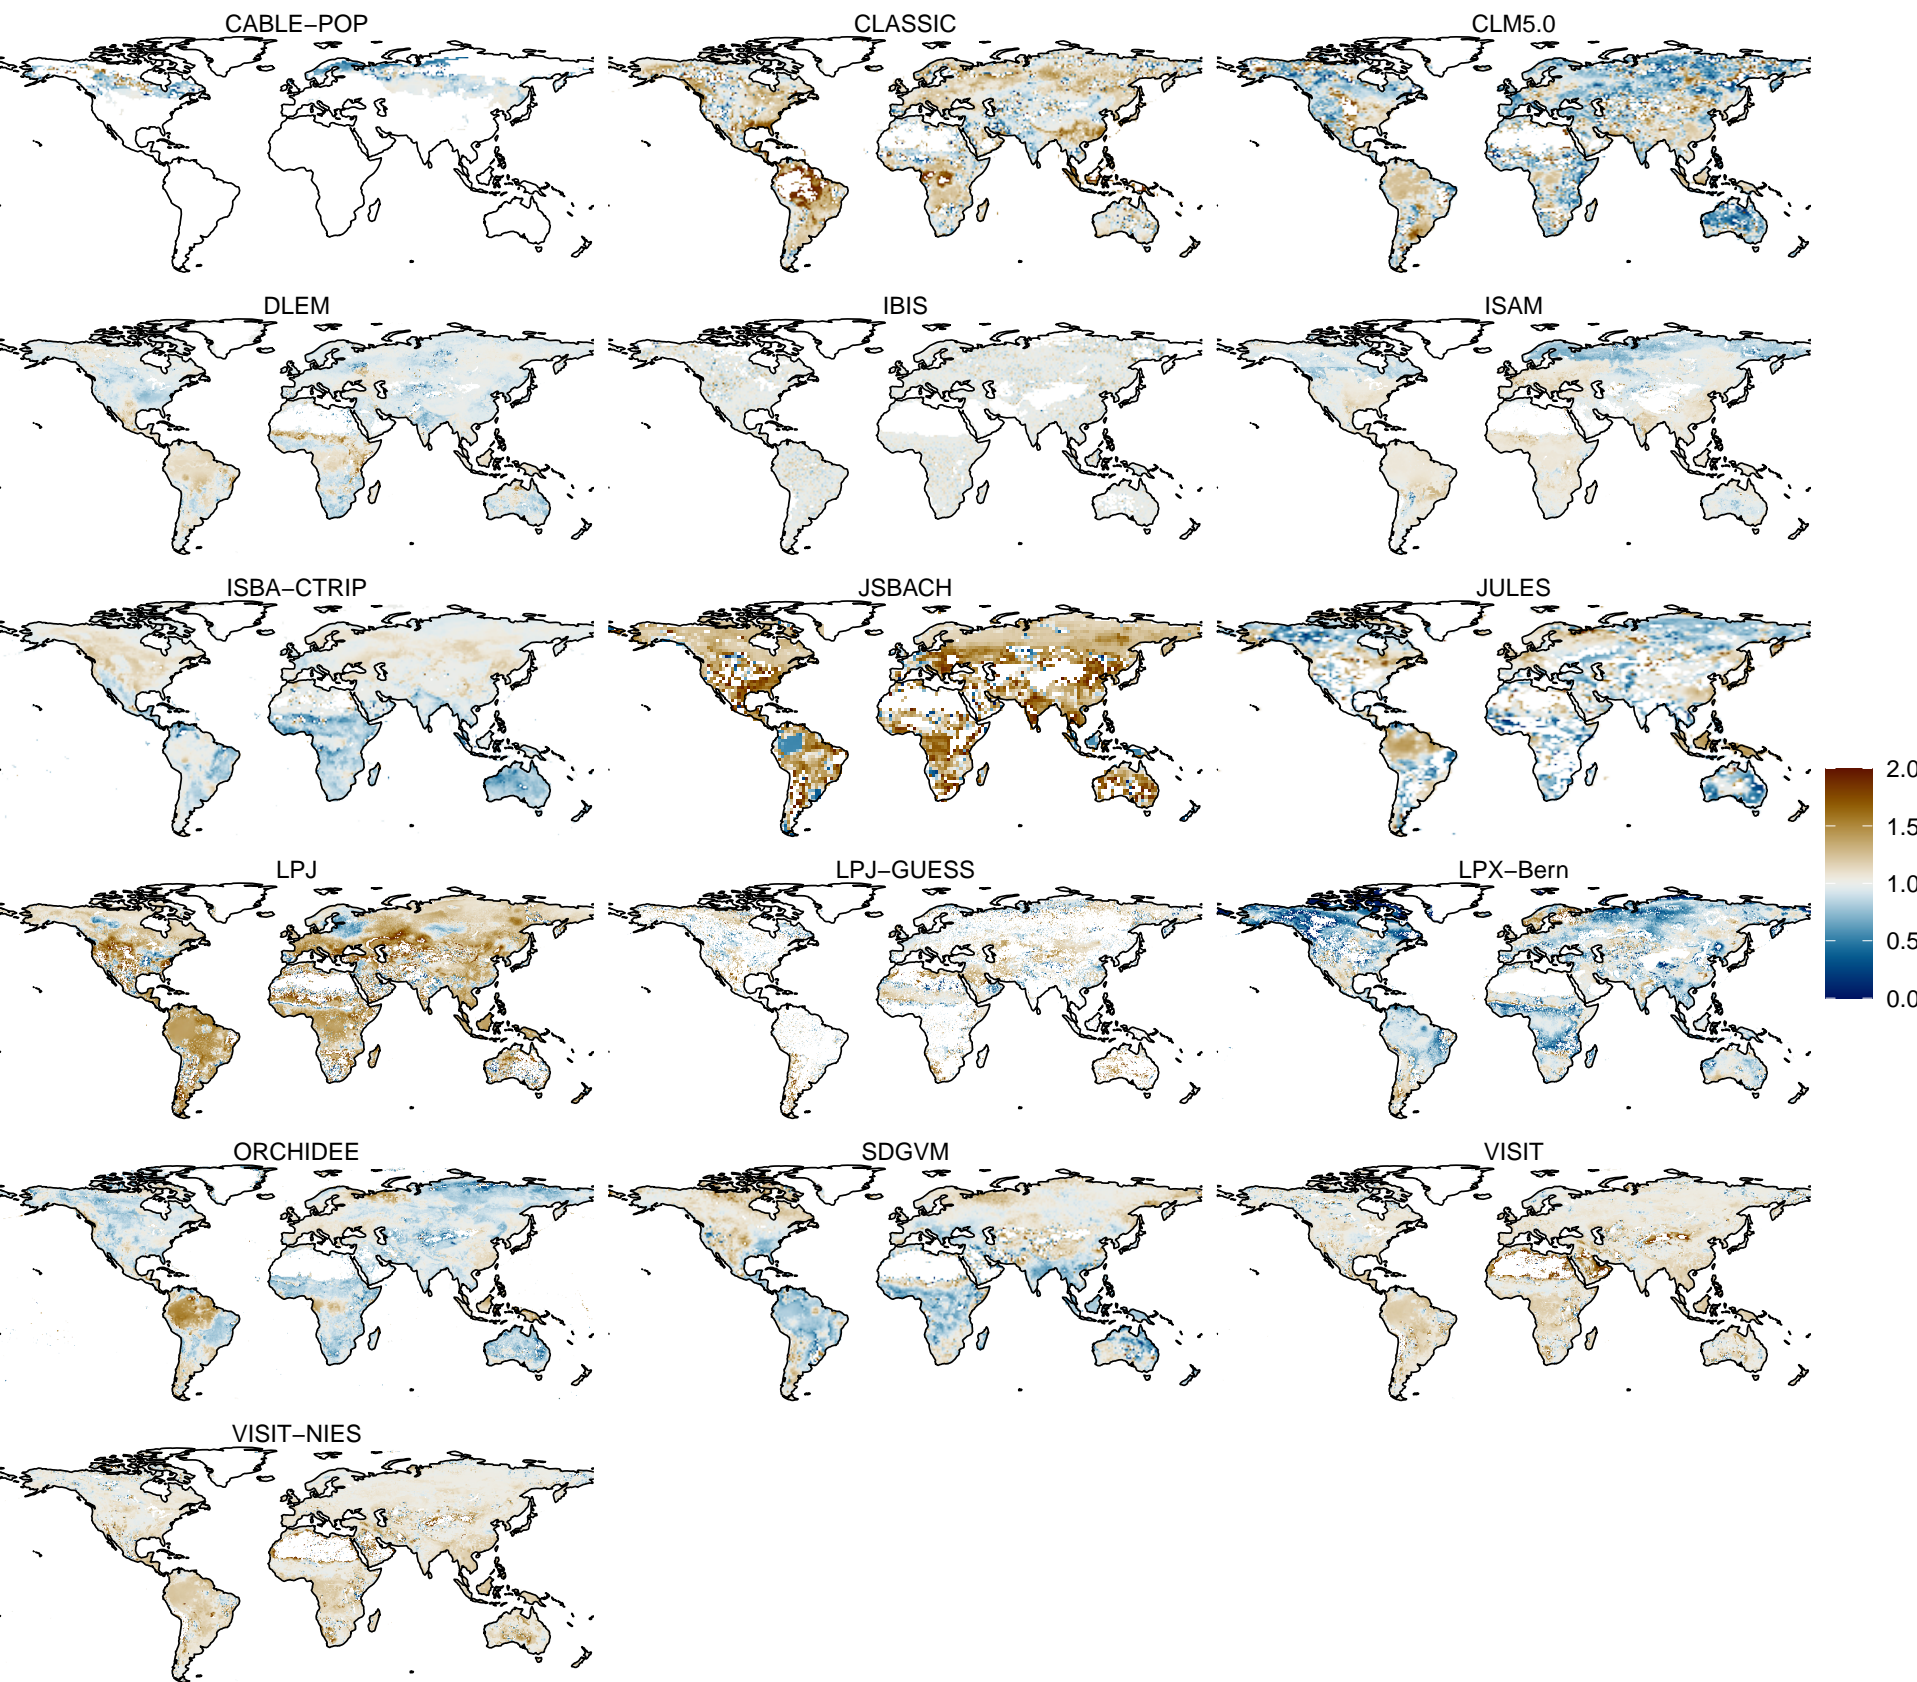 CABLE−POP
CLASSIC
CLM5.0
DLEM
IBIS
ISAM
ISBA−CTRIP
JSBACH
JULES
2.0
1.5
1.0
0.5
0.0
LPJ
LPJ−GUESS
LPX−Bern
ORCHIDEE
SDGVM
VISIT
VISIT−NIES